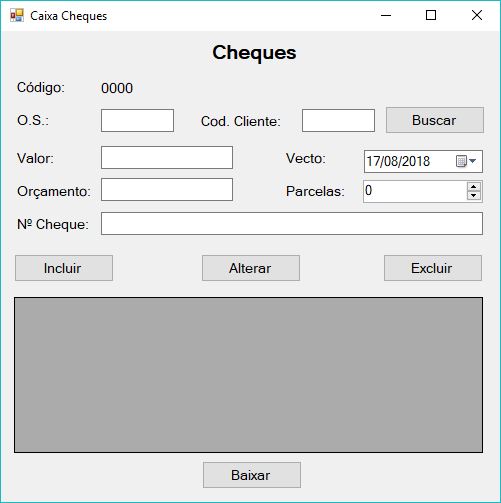 Caixa Cheques
Cheques
Código: 0000
O.S.: Cod. Cliente: Buscar
Valor: Vecto: 17/08/2018
Orçamento: Parcelas: 0
Nº Cheque:
Incluir Alterar Excluir
Baixar